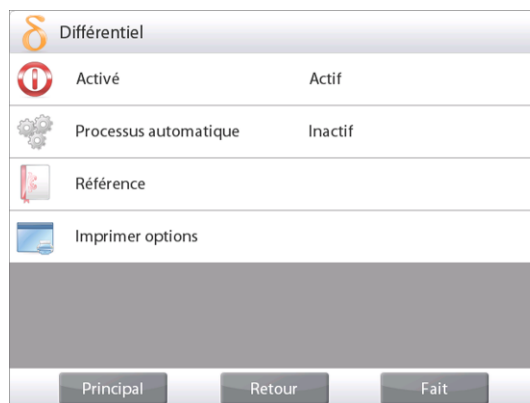 δ Différentiel
Activé Actif
Processus automatique Inactif
Référence
Imprimer options
Principal Retour Fait